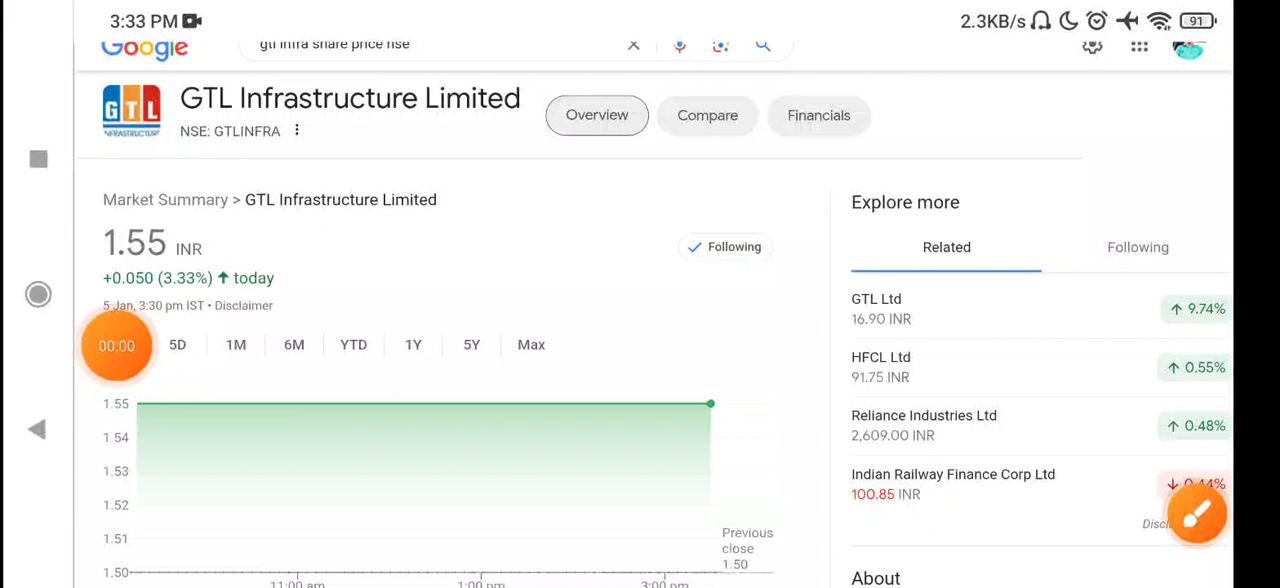 3:33 PM
2.3KB/s
91
Google
gtl infra share price nse
GTL
INFRASTRUCTURE
GTL Infrastructure Limited
NSE: GTLINFRA
Overview
Compare
Financials
Market Summary > GTL Infrastructure Limited
1.55 INR
Following
+0.050 (3.33%) ↑ today
5 Jan, 3:30 pm IST • Disclaimer
00:00
5D
1M
6M
YTD
1Y
5Y
Max
1.55
1.54
1.53
1.52
1.51
1.50
Previous
close
1.50
11:00 am
1:00 pm
3:00 pm
Explore more
Related
Following
GTL Ltd
16.90 INR
↑ 9.74%
HFCL Ltd
91.75 INR
↑ 0.55%
Reliance Industries Ltd
2,609.00 INR
↑ 0.48%
Indian Railway Finance Corp Ltd
100.85 INR
↓ 0.44%
About